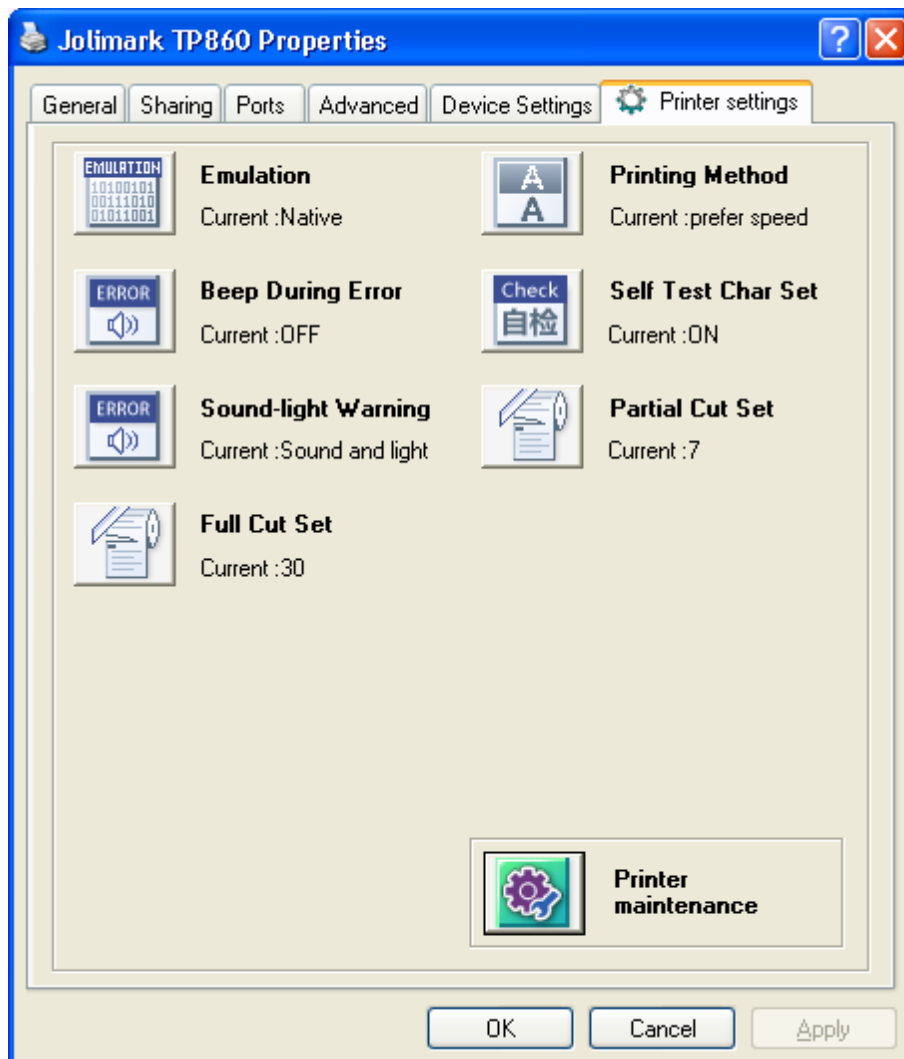 Jolimark TP860 Properties
General Sharing Ports Advanced Device Settings Printer settings
EMULATION
10100101
00111010
01011001
Emulation
Current :Native
A
A
Printing Method
Current :prefer speed
ERROR
Beep During Error
Current :OFF
Check
自检
Self Test Char Set
Current :ON
ERROR
Sound-light Warning
Current :Sound and light
Partial Cut Set
Current :7
Full Cut Set
Current :30
Printer
maintenance
OK Cancel Apply